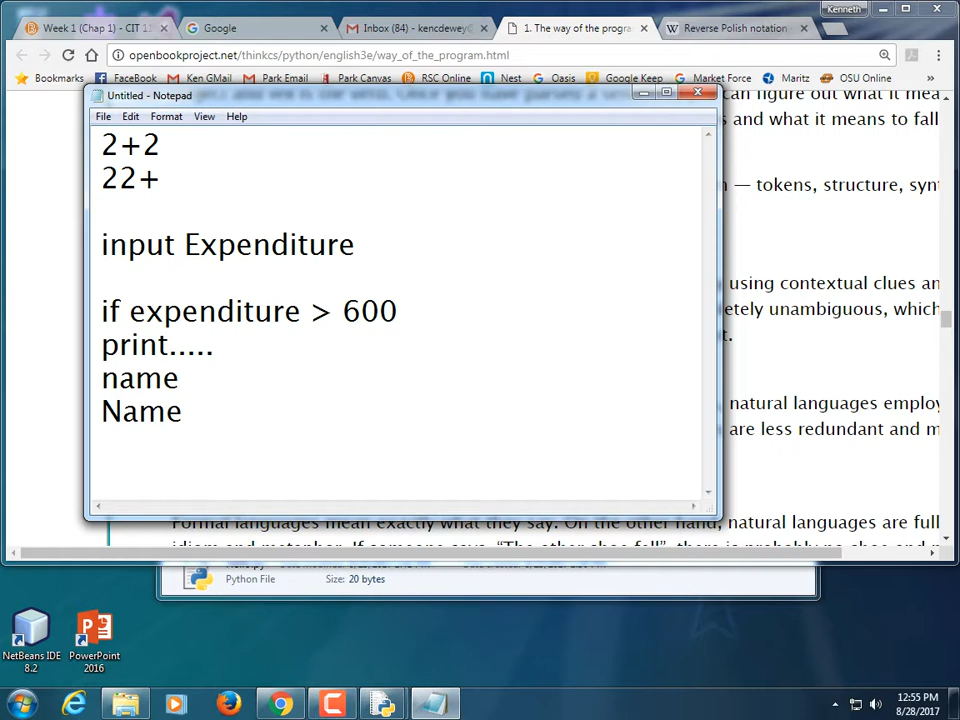 Kenneth
Week 1 (Chap 1) - CIT 11
Google
Inbox (84) - kencdewey@
1. The way of the progra
Reverse Polish notation
openbookproject.net/thinkcs/python/english3e/way_of_the_program.html
Bookmarks
FaceBook
Ken GMail
Park Email
Park Canvas
RSC Online
Nest
Oasis
Google Keep
Market Force
Maritz
OSU Online
»
can figure out what it mea
Untitled - Notepad
File Edit Format View Help
s and what it means to fall
2+2
22+
— tokens, structure, synt
input Expenditure
using contextual clues an
if expenditure > 600
etely unambiguous, which
print.....
name
Name
natural languages employ
are less redundant and m
Formal languages mean exactly what they say. On the other hand, natural languages are full
Python File
Size: 20 bytes
NetBeans IDE
8.2
PowerPoint
2016
12:55 PM
8/28/2017